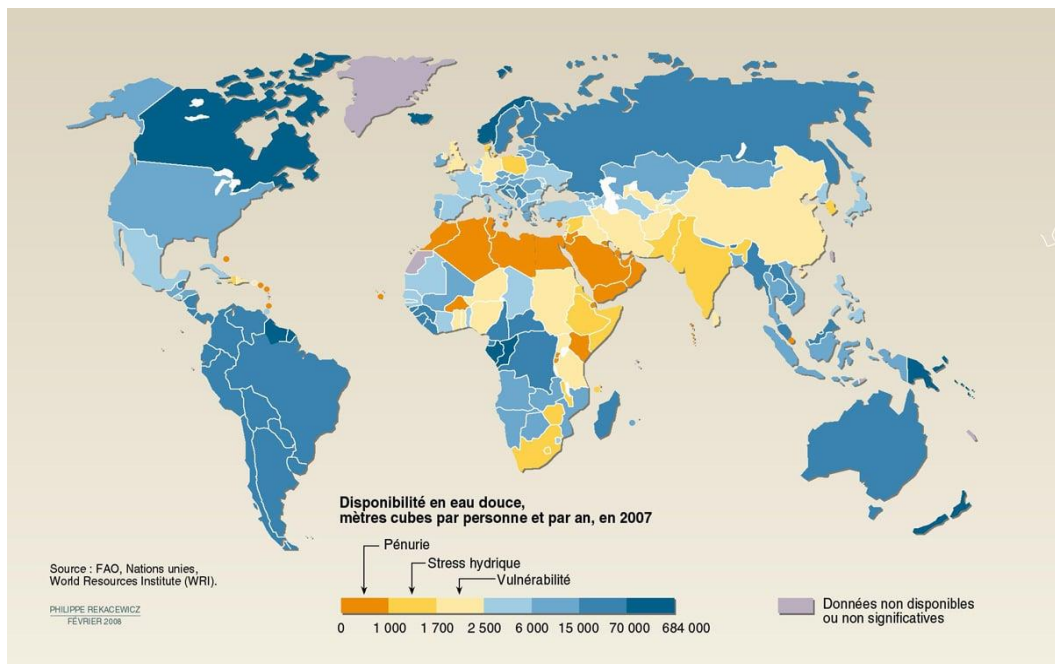 Disponibilité en eau douce,
mètres cubes par personne et par an, en 2007
Pénurie
Stress hydrique
Vulnérabilité
0 1 000 1 700 2 500 6 000 15 000 70 000 684 000
Source : FAO, Nations unies,
World Resources Institute (WRI).
PHILIPPE REKACEWICZ
FÉVRIER 2008
Données non disponibles
ou non significatives